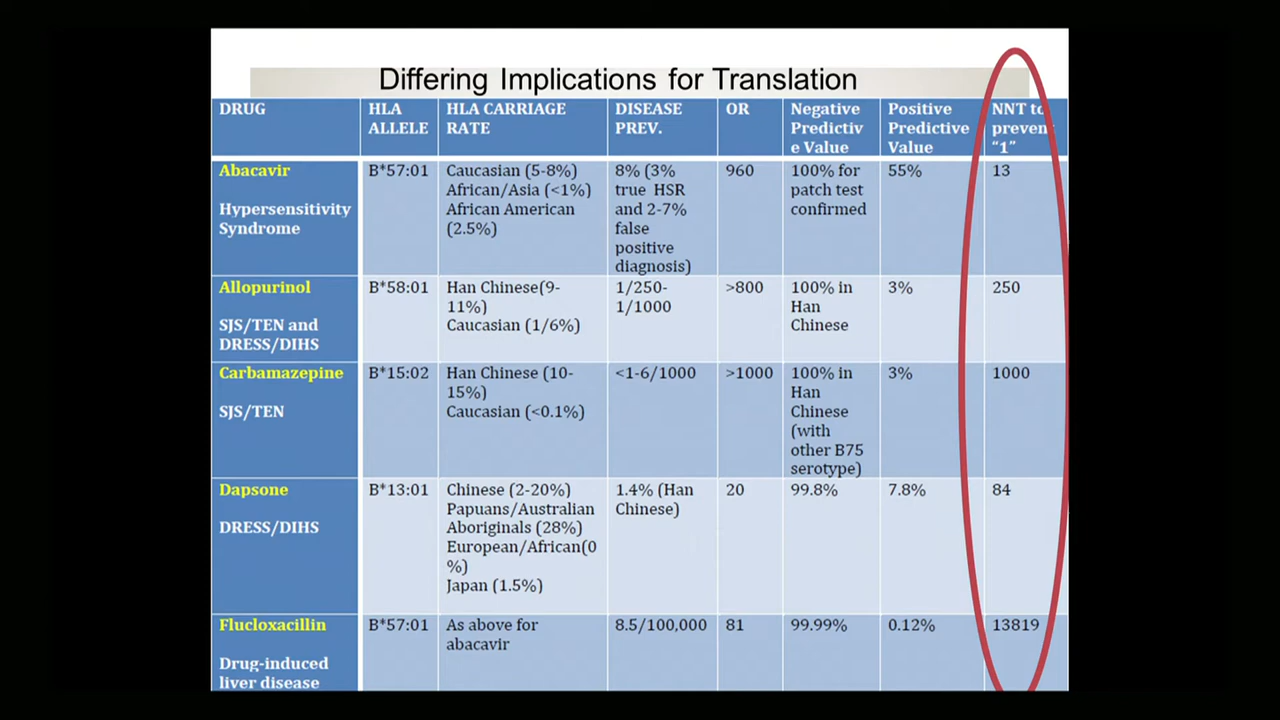 Differing Implications for Translation
DRUG
HLA
ALLELE
HLA CARRIAGE
RATE
DISEASE
PREV.
OR
Negative
Predictiv
e Value
Positive
Predictive
Value
NNT to
prevent
“1”
Abacavir
Hypersensitivity
Syndrome
B*57:01
Caucasian (5-8%)
African/Asia (<1%)
African American
(2.5%)
8% (3%
true HSR
and 2-7%
false
positive
diagnosis)
960
100% for
patch test
confirmed
55%
13
Allopurinol
SJS/TEN and
DRESS/DIHS
B*58:01
Han Chinese(9-
11%)
Caucasian (1/6%)
1/250-
1/1000
>800
100% in
Han
Chinese
3%
250
Carbamazepine
SJS/TEN
B*15:02
Han Chinese (10-
15%)
Caucasian (<0.1%)
<1-6/1000
>1000
100% in
Han
Chinese
(with
other B75
serotype)
3%
1000
Dapsone
DRESS/DIHS
B*13:01
Chinese (2-20%)
Papuans/Australian
Aboriginals (28%)
European/African(0
%)
Japan (1.5%)
1.4% (Han
Chinese)
20
99.8%
7.8%
84
Flucloxacillin
Drug-induced
liver disease
B*57:01
As above for
abacavir
8.5/100,000
81
99.99%
0.12%
13819